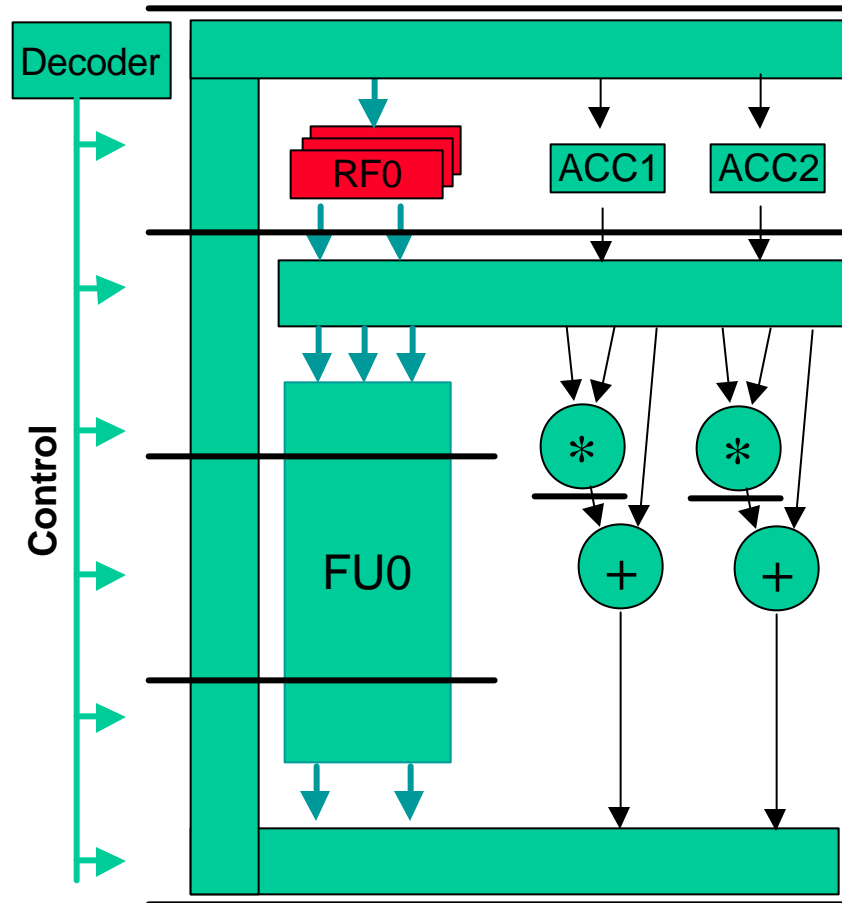 Decoder
RF0
ACC1
ACC2
*
*
Control
FU0
+
+